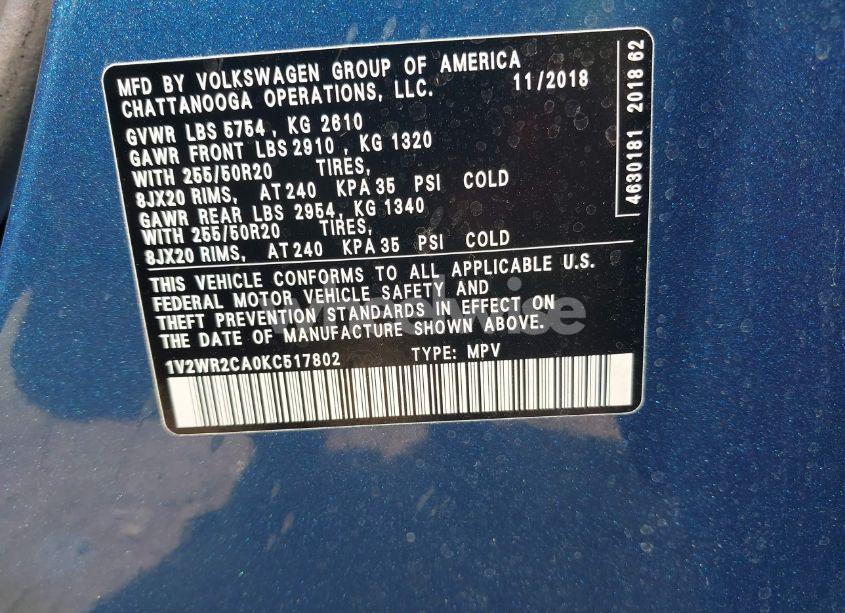 MFD BY VOLKSWAGEN GROUP OF AMERICA
CHATTANOOGA OPERATIONS, LLC. 11/2018
GVWR LBS 5754 , KG 2610
GAWR FRONT LBS 2910 , KG 1320
WITH 255/50R20 TIRES,
8JX20 RIMS, AT 240 KPA 35 PSI COLD
GAWR REAR LBS 2954, KG 1340
WITH 255/50R20 TIRES,
8JX20 RIMS, AT 240 KPA 35 PSI COLD
THIS VEHICLE CONFORMS TO ALL APPLICABLE U.S.
FEDERAL MOTOR VEHICLE SAFETY AND
THEFT PREVENTION STANDARDS IN EFFECT ON
THE DATE OF MANUFACTURE SHOWN ABOVE.
1V2WR2CA0KC517802 TYPE: MPV
4630181 2018 62